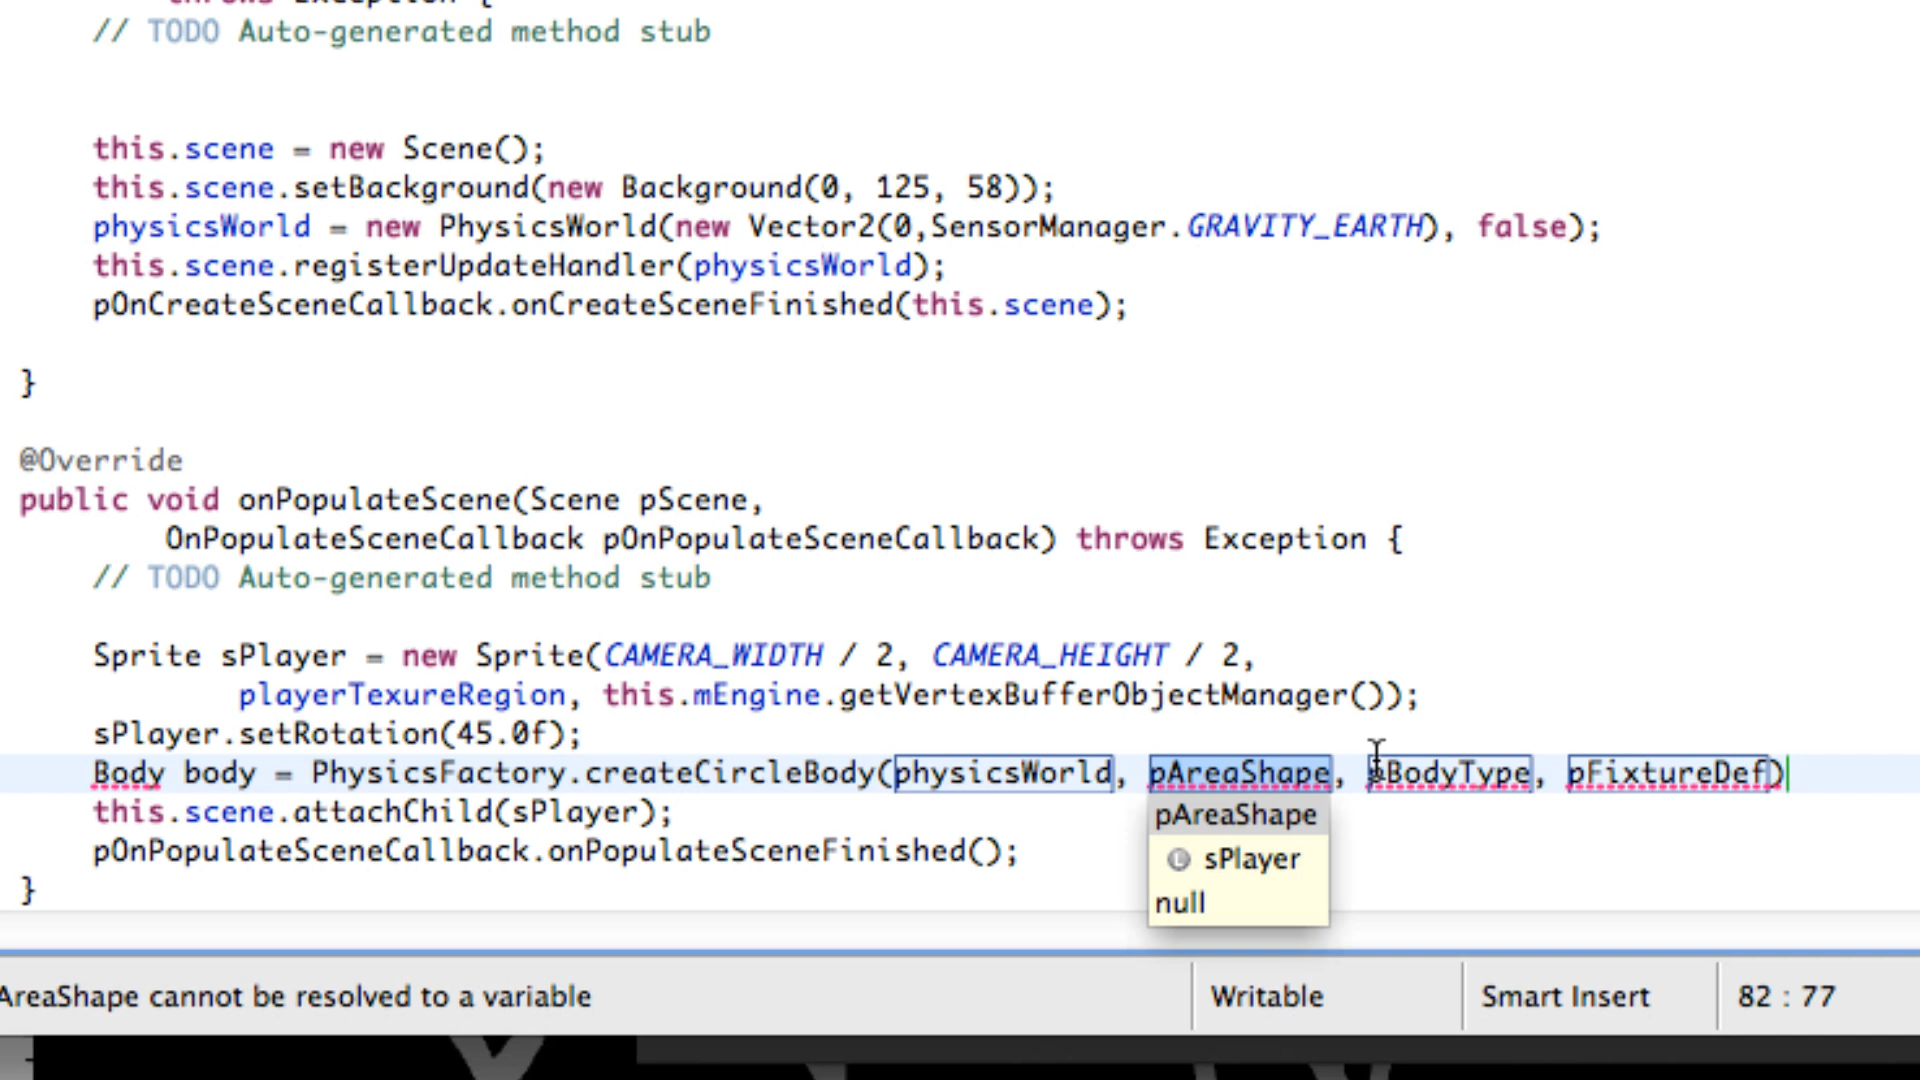 throws Exception {
// TODO Auto-generated method stub
this.scene = new Scene();
this.scene.setBackground(new Background(0, 125, 58));
physicsWorld = new PhysicsWorld(new Vector2(0,SensorManager.GRAVITY_EARTH), false);
this.scene.registerUpdateHandler(physicsWorld);
pOnCreateSceneCallback.onCreateSceneFinished(this.scene);
}
@Override
public void onPopulateScene(Scene pScene,
OnPopulateSceneCallback pOnPopulateSceneCallback) throws Exception {
// TODO Auto-generated method stub
Sprite sPlayer = new Sprite(CAMERA_WIDTH / 2, CAMERA_HEIGHT / 2,
playerTexureRegion, this.mEngine.getVertexBufferObjectManager());
sPlayer.setRotation(45.0f);
Body body = PhysicsFactory.createCircleBody(physicsWorld, pAreaShape, pBodyType, pFixtureDef)
this.scene.attachChild(sPlayer);
pAreaShape
pOnPopulateSceneCallback.onPopulateSceneFinished();
L sPlayer
}
null
AreaShape cannot be resolved to a variable
Writable
Smart Insert
82 : 77